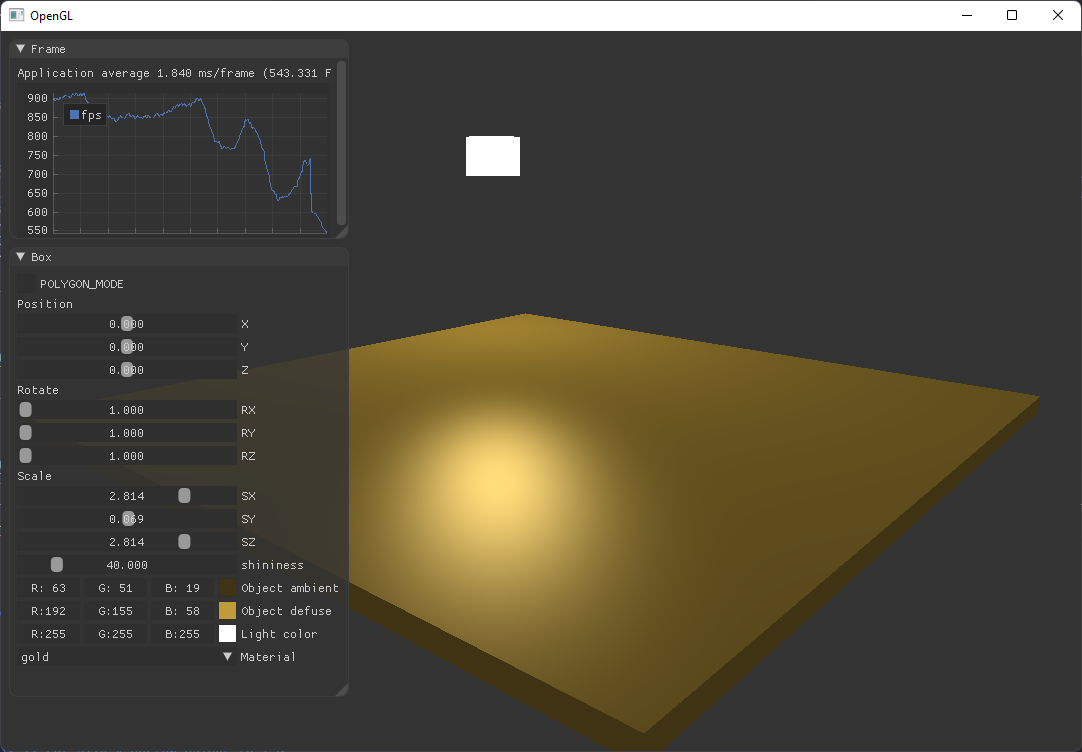 OpenGL
Frame
Application average 1.840 ms/frame (543.331 F
900
fps
850
800
750
700
650
600
550
Box
POLYGON_MODE
Position
0.000 X
0.000 Y
0.000 Z
Rotate
1.000 RX
1.000 RY
1.000 RZ
Scale
2.814 SX
0.069 SY
2.814 SZ
40.000 shininess
R: 63 G: 51 B: 19 Object ambient
R:192 G:155 B: 58 Object defuse
R:255 G:255 B:255 Light color
gold Material